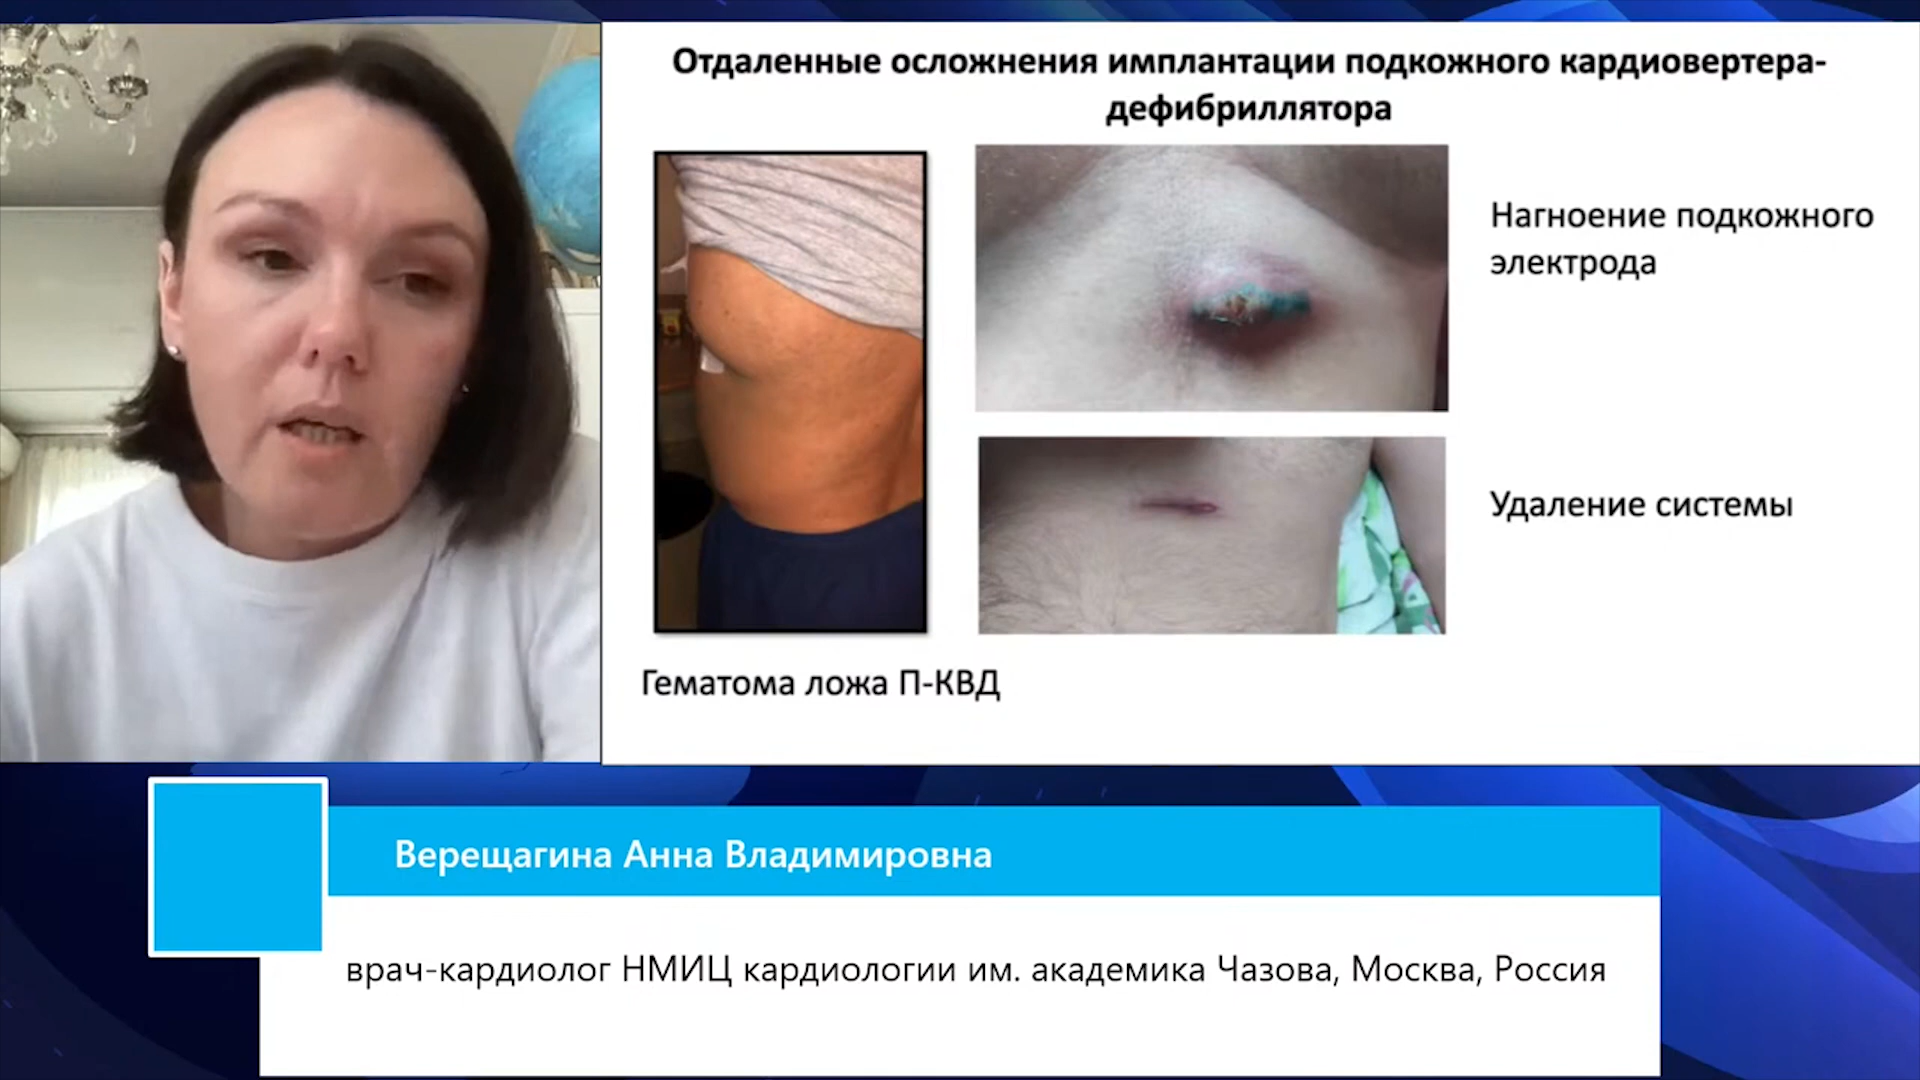 Отдаленные осложнения имплантации подкожного кардиовертера-
дефибриллятора
Нагноение подкожного
электрода
Удаление системы
Гематома ложа П-КВД
Верещагина Анна Владимировна
врач-кардиолог НМИЦ кардиологии им. академика Чазова, Москва, Россия